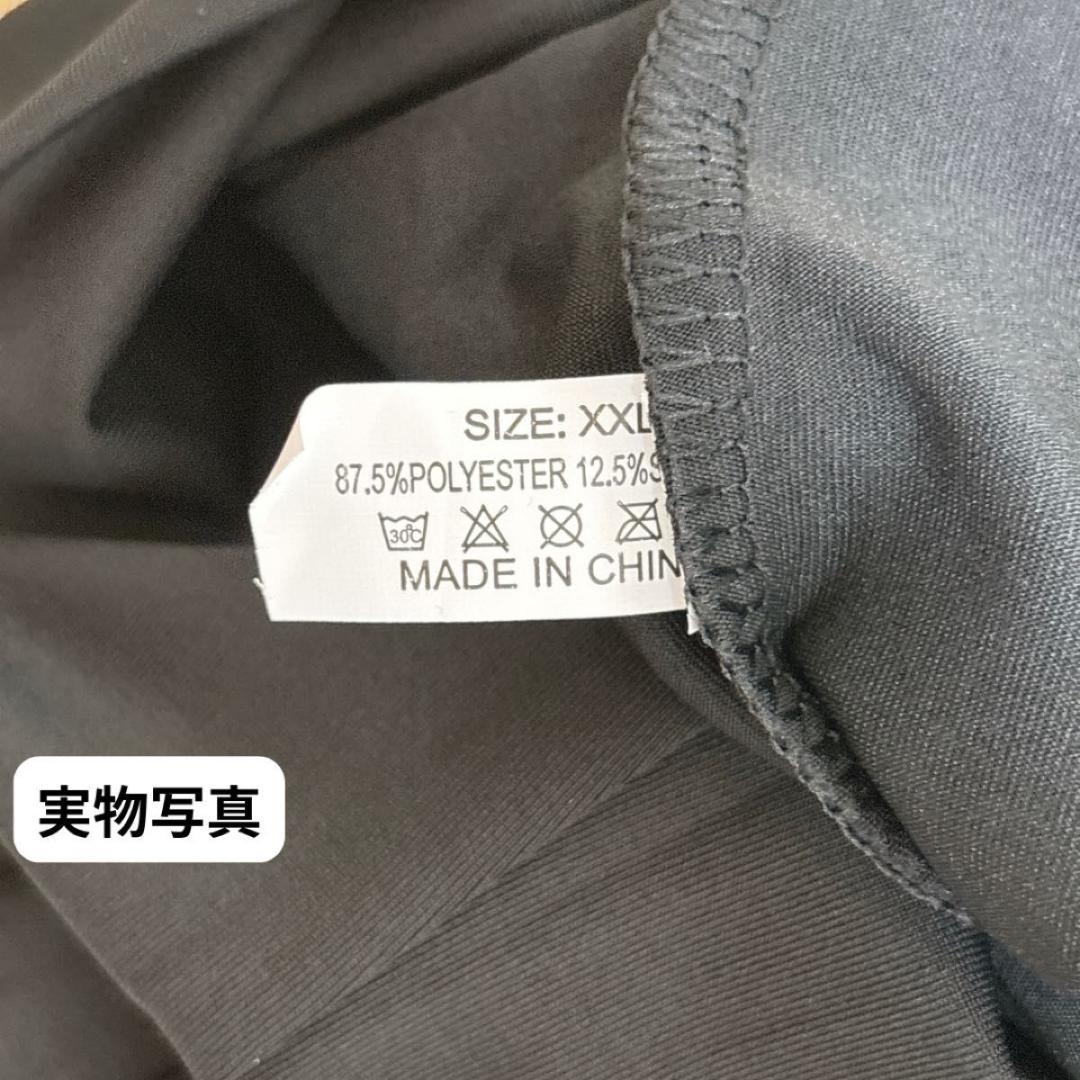 SIZE: XXL
87.5%POLYESTER 12.5%S
30℃
MADE IN CHIN
実物写真